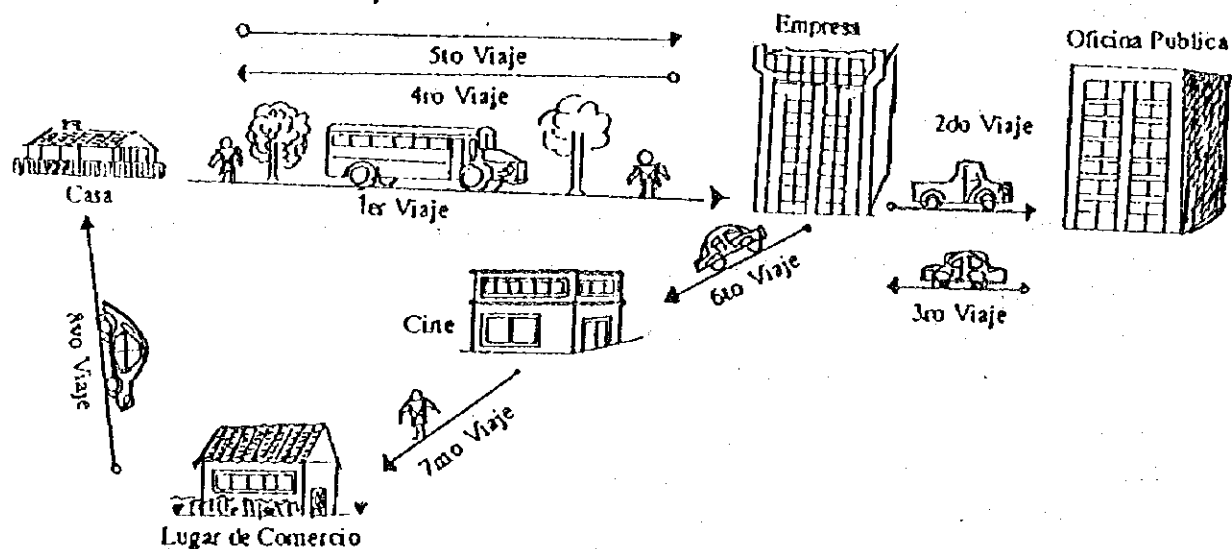 Empresa
Oficina Publica
5to Viaje
4to Viaje
2do Viaje
Casa
1er Viaje
6to Viaje
3ro Viaje
Cine
8vo Viaje
7mo Viaje
Lugar de Comercio